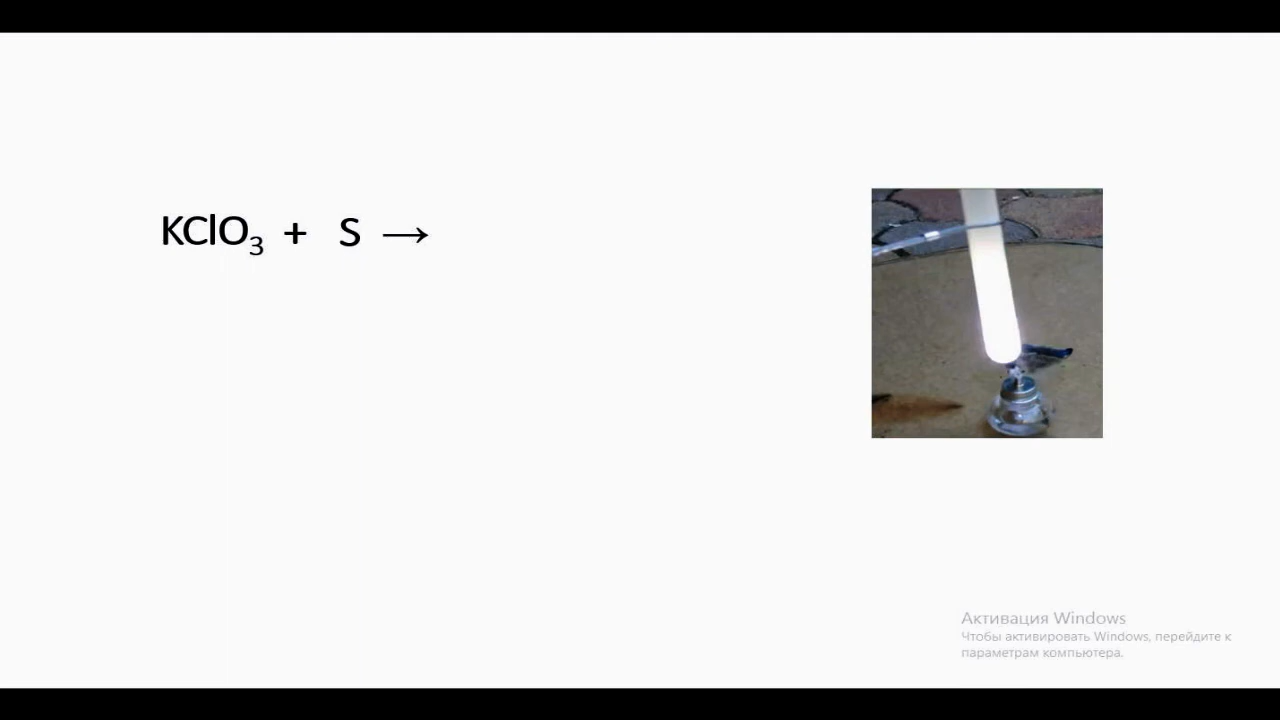 KClO₃ + S →
Активация Windows
Чтобы активировать Windows, перейдите к
параметрам компьютера.